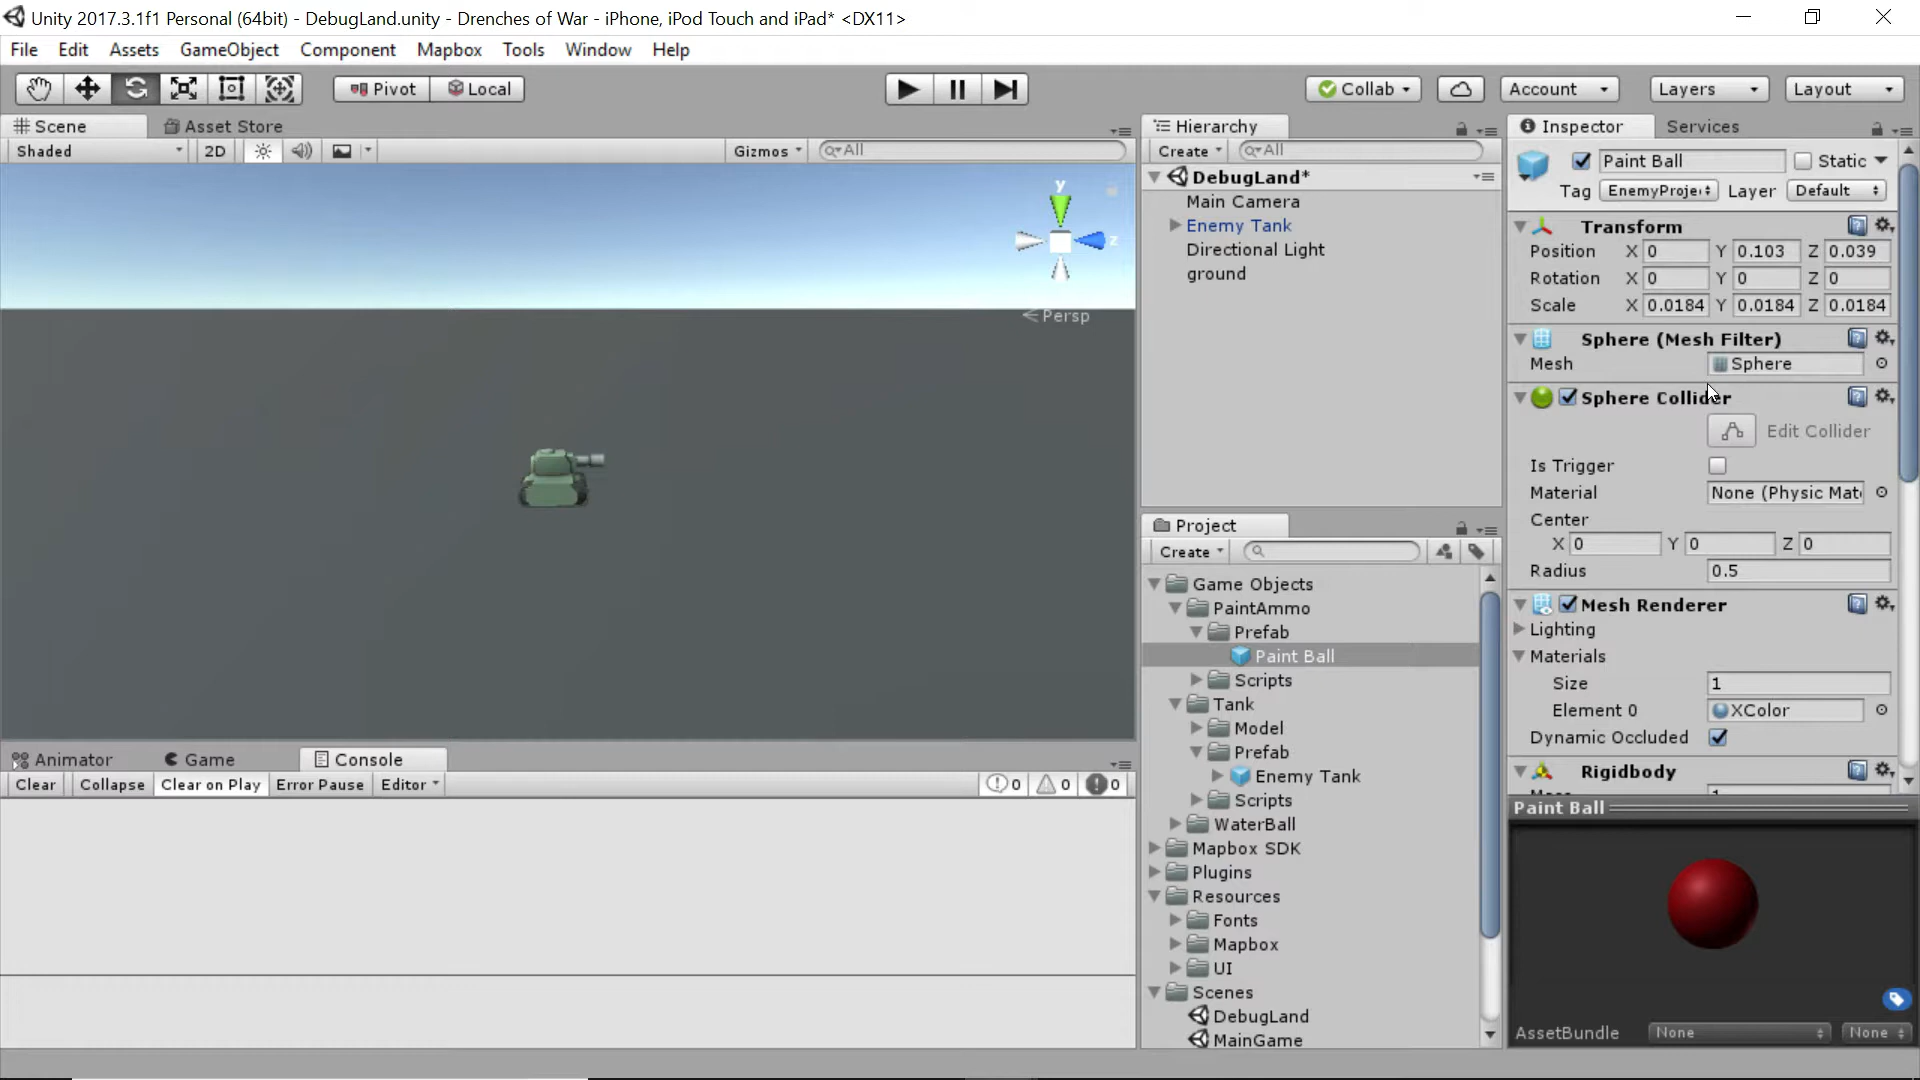 Unity 2017.3.1f1 Personal (64bit) - DebugLand.unity - Drenches of War - iPhone, iPod Touch and iPad* <DX11>
File Edit Assets GameObject Component Mapbox Tools Window Help
Pivot Local Collab Account Layers Layout
Scene Asset Store
Shaded 2D Gizmos All
y
z
Persp
Animator Game Console
Clear Collapse Clear on Play Error Pause Editor 0 0 0
Hierarchy
Create All
DebugLand*
Main Camera
Enemy Tank
Directional Light
ground
Project
Create
Game Objects
PaintAmmo
Prefab
Paint Ball
Scripts
Tank
Model
Prefab
Enemy Tank
Scripts
WaterBall
Mapbox SDK
Plugins
Resources
Fonts
Mapbox
UI
Scenes
DebugLand
MainGame
Inspector Services
Paint Ball Static
Tag EnemyProje Layer Default
Transform
Position X 0 Y 0.103 Z 0.039
Rotation X 0 Y 0 Z 0
Scale X 0.0184 Y 0.0184 Z 0.0184
Sphere (Mesh Filter)
Mesh Sphere
Sphere Collider
Edit Collider
Is Trigger
Material None (Physic Mat
Center
X 0 Y 0 Z 0
Radius 0.5
Mesh Renderer
Lighting
Materials
Size 1
Element 0 XColor
Dynamic Occluded
Rigidbody
Paint Ball
AssetBundle None None